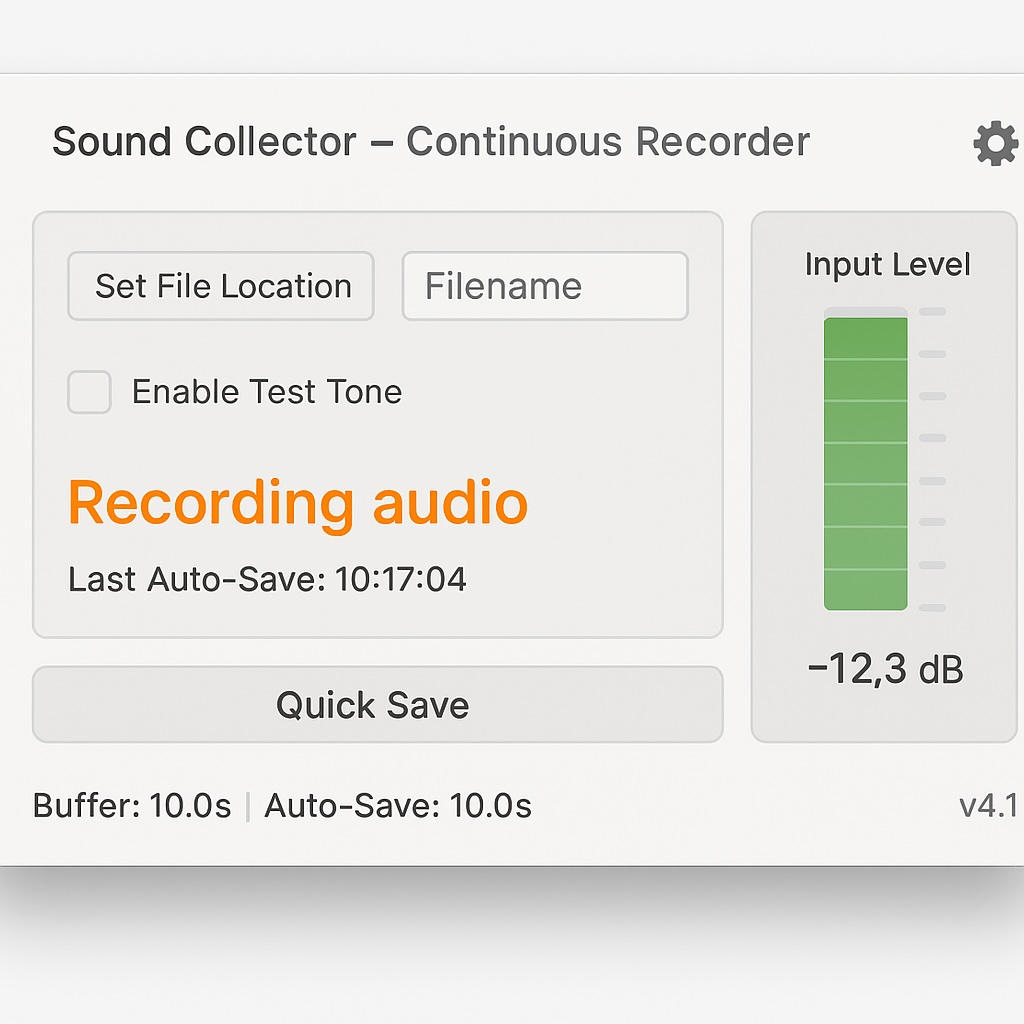 Sound Collector – Continuous Recorder
Set File Location
Filename
Enable Test Tone
Recording audio
Last Auto-Save: 10:17:04
Quick Save
Input Level
−12,3 dB
Buffer: 10.0s | Auto-Save: 10.0s
v4.1